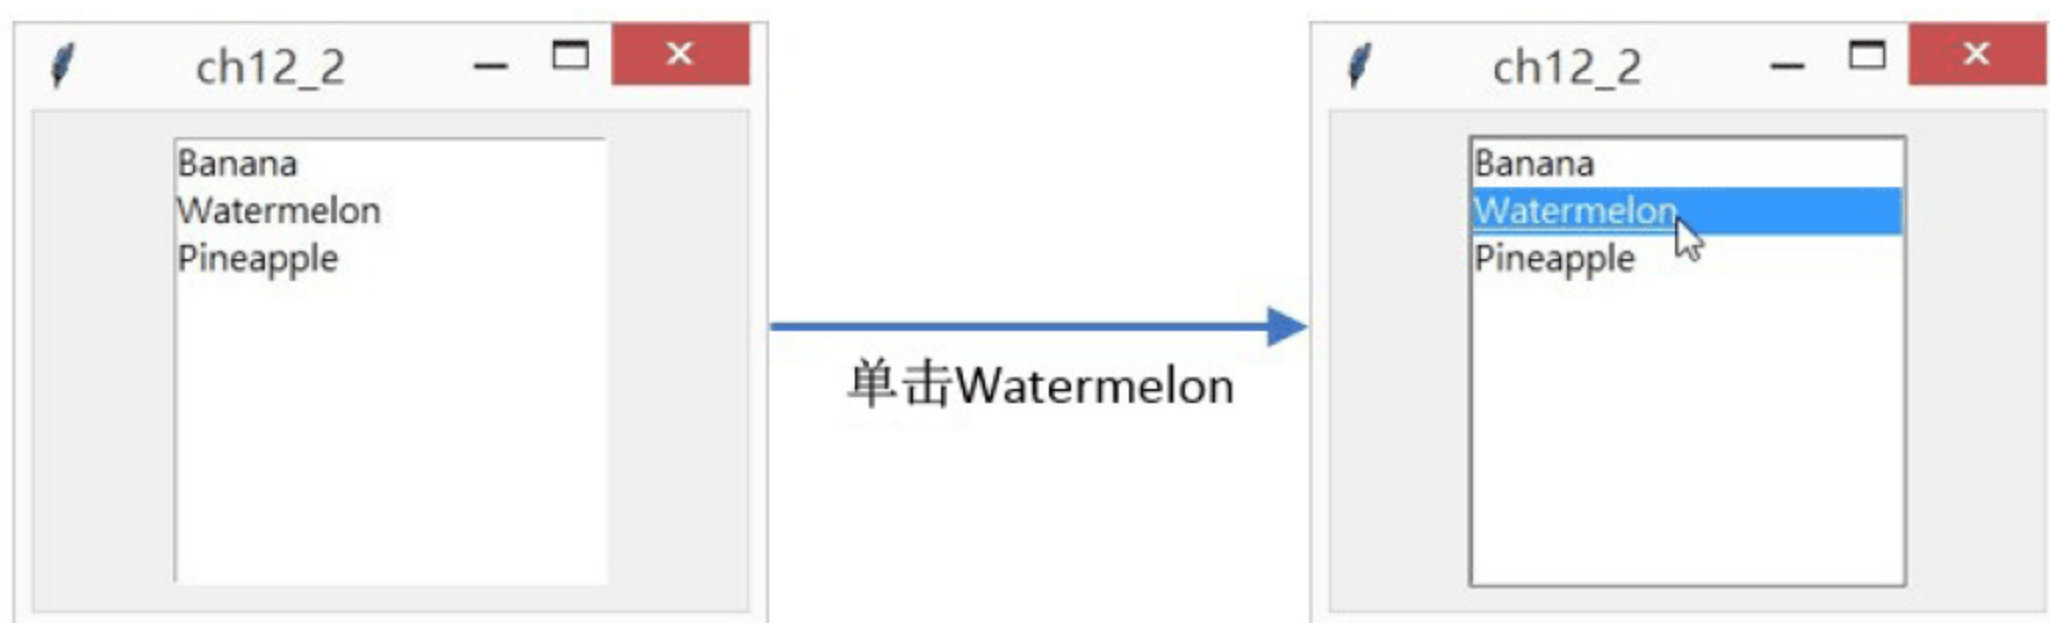 ch12_2
Banana
Watermelon
Pineapple
单击Watermelon
ch12_2
Banana
Watermelon
Pineapple